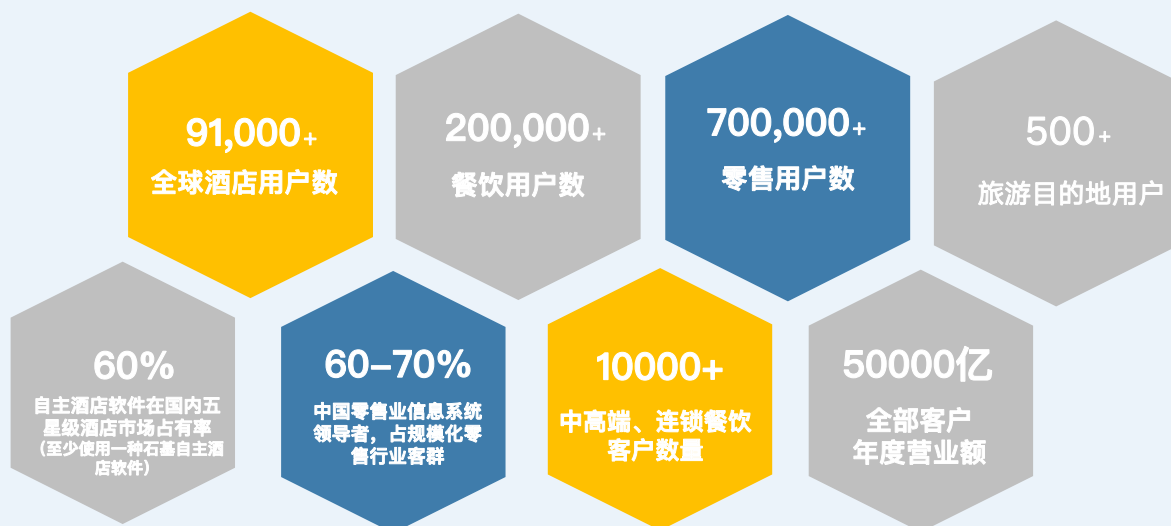 91,000+
全球酒店用户数
200,000+
餐饮用户数
700,000+
零售用户数
500+
旅游目的地用户
60%
自主酒店软件在国内五
星级酒店市场占有率
（至少使用一种石基自主酒
店软件）
60–70%
中国零售业信息系统
领导者，占规模化零
售行业客群
10000+
中高端、连锁餐饮
客户数量
50000亿
全部客户
年度营业额